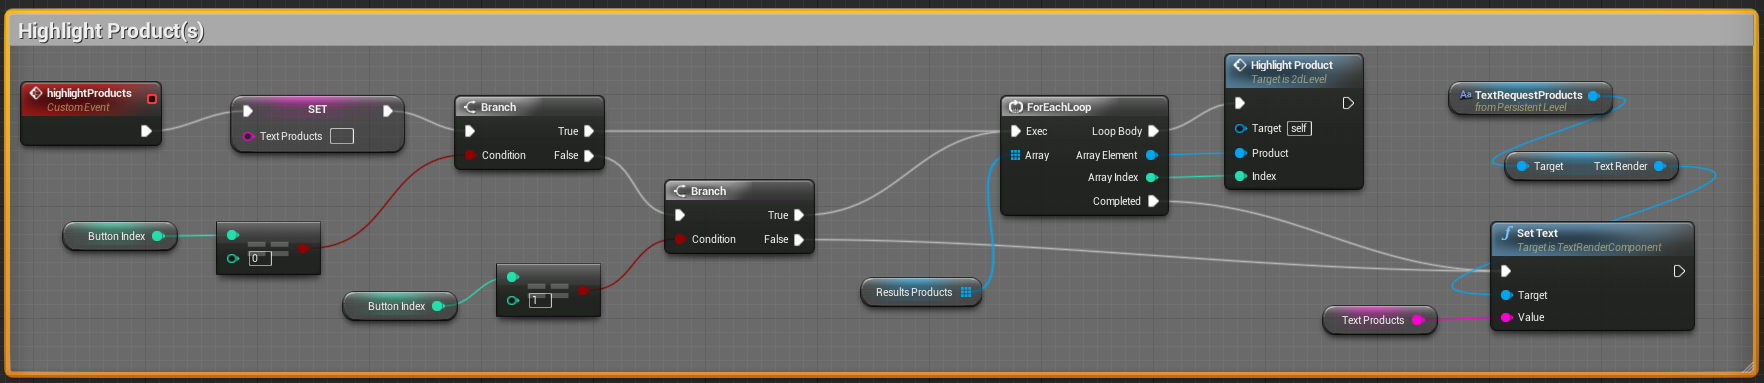 Highlight Product(s)
highlightProducts
Custom Event
SET
Text Products
Branch
True
Condition
False
Button Index
0
Branch
True
Condition
False
Button Index
1
ForEachLoop
Exec
Loop Body
Array
Array Element
Array Index
Completed
Results Products
Highlight Product
Target is 2dLevel
Target
self
Product
Index
Aa TextRequestProducts
from Persistent Level
Target
Text Render
f Set Text
Target is TextRenderComponent
Target
Value
Text Products